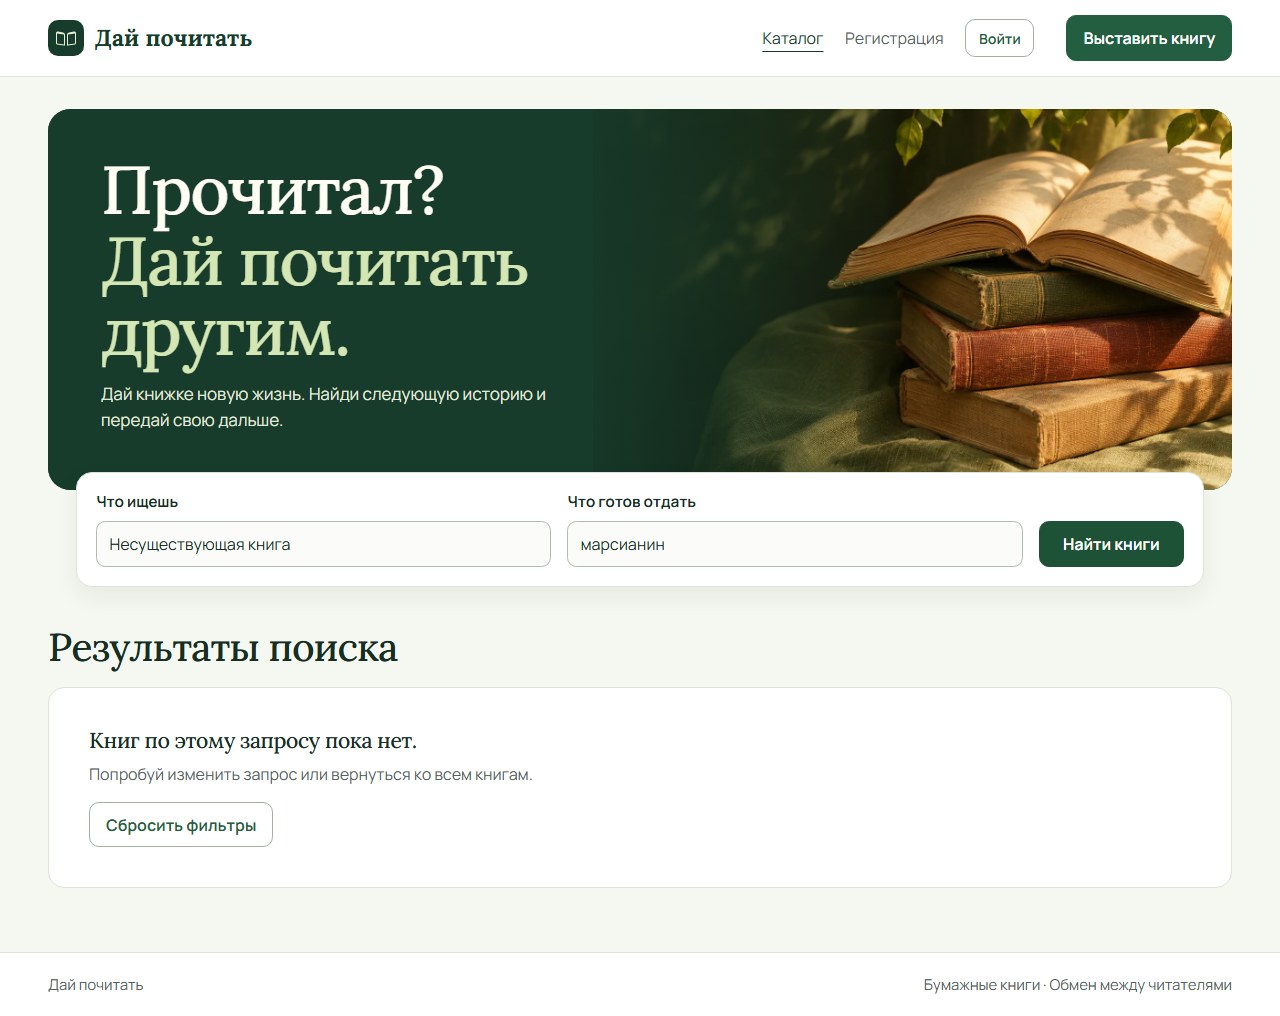 Дай почитать
Каталог
Регистрация
Войти
Выставить книгу
Прочитал?
Дай почитать
другим.
Дай книжке новую жизнь. Найди следующую историю и
передай свою дальше.
Что ищешь
Что готов отдать
Несуществующая книга
марсианин
Найти книги
Результаты поиска
Книг по этому запросу пока нет.
Попробуй изменить запрос или вернуться ко всем книгам.
Сбросить фильтры
Дай почитать
Бумажные книги · Обмен между читателями